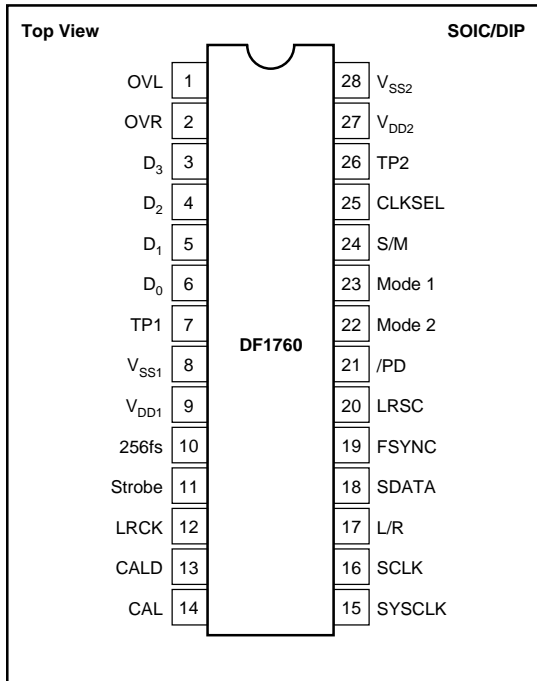 Top View SOIC/DIP
OVL 1 28 VSS2
OVR 2 27 VDD2
D3 3 26 TP2
D2 4 25 CLKSEL
D1 5 24 S/M
D0 6 23 Mode 1
TP1 7 22 Mode 2
DF1760
VSS1 8 21 /PD
VDD1 9 20 LRSC
256fs 10 19 FSYNC
Strobe 11 18 SDATA
LRCK 12 17 L/R
CALD 13 16 SCLK
CAL 14 15 SYSCLK